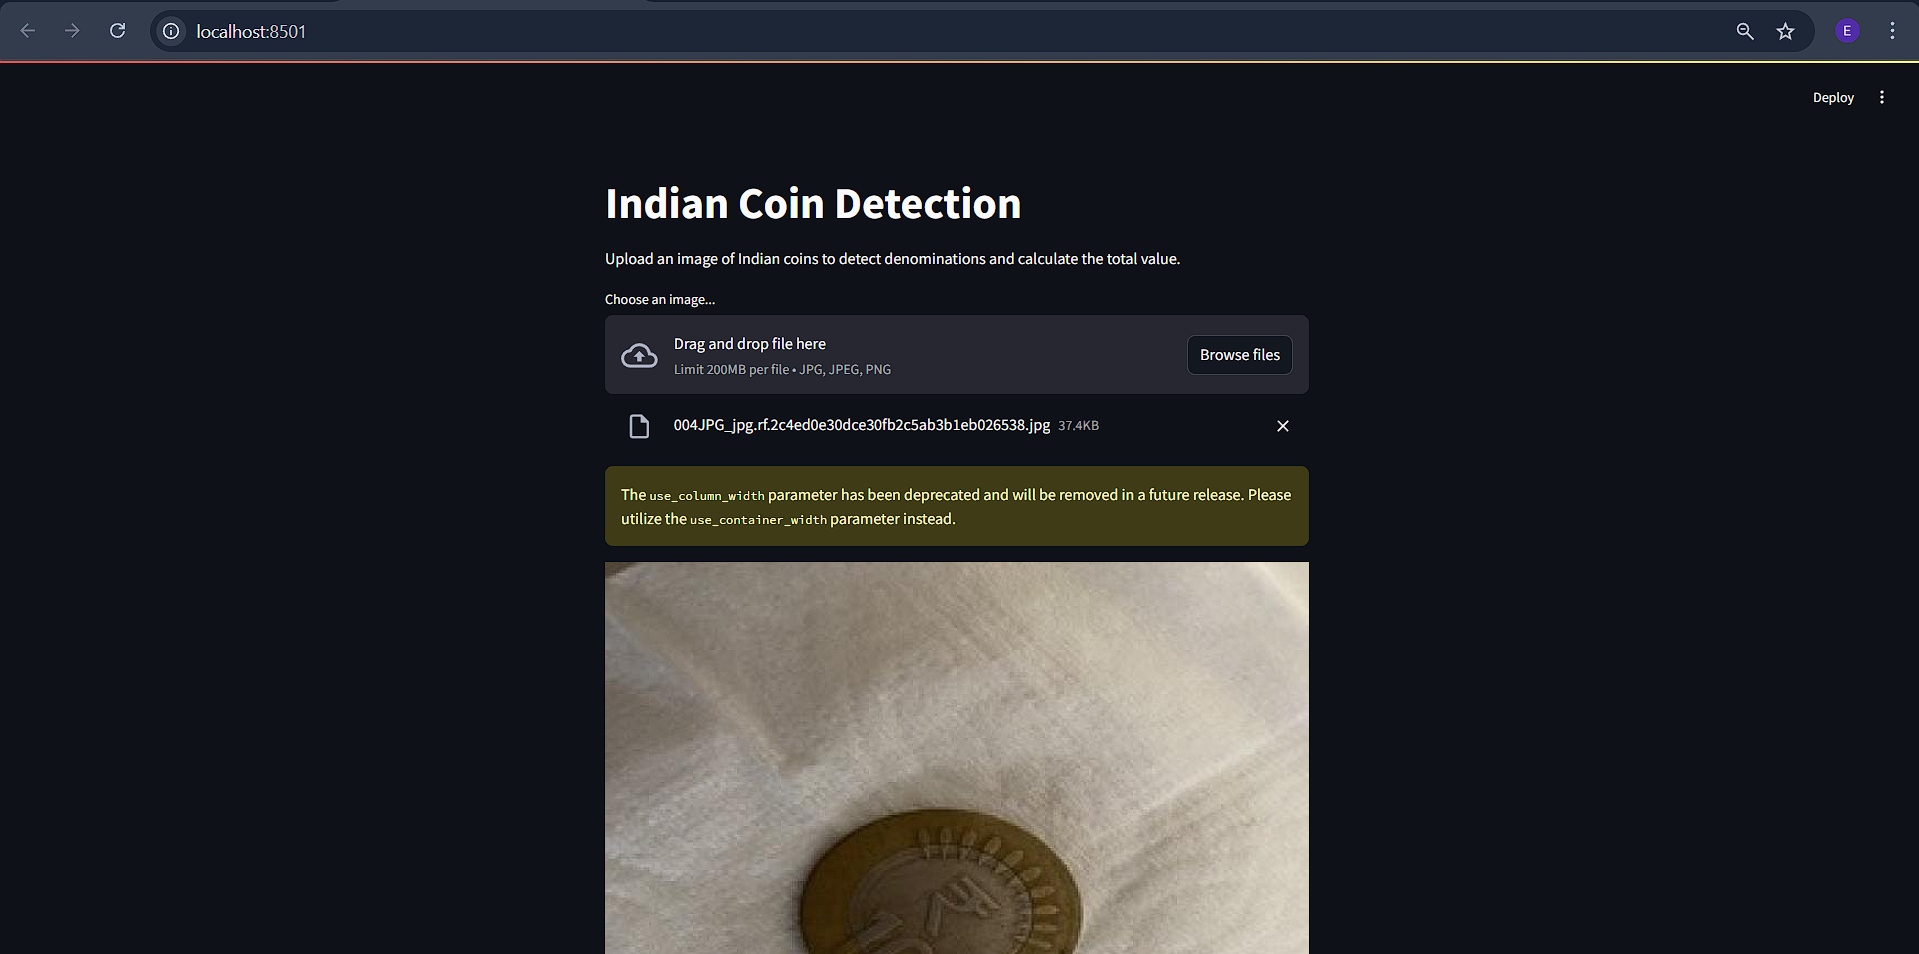 localhost:8501
E
Deploy
Indian Coin Detection
Upload an image of Indian coins to detect denominations and calculate the total value.
Choose an image...
Drag and drop file here
Limit 200MB per file • JPG, JPEG, PNG
Browse files
004JPG_jpg.rf.2c4ed0e30dce30fb2c5ab3b1eb026538.jpg 37.4KB
The use_column_width parameter has been deprecated and will be removed in a future release. Please
utilize the use_container_width parameter instead.
₹
10